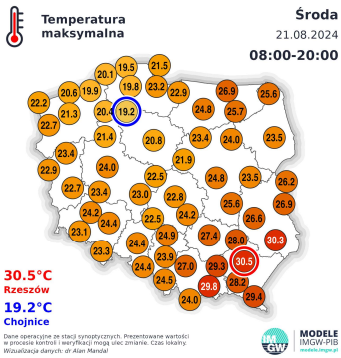 Temperatura
maksymalna
Środa
21.08.2024
08:00-20:00
19.5 21.5
20.1
20.6 19.9 19.8 23.2 22.9 26.9 25.6
22.2
21.3 20.4 19.2 24.8 25.7
22.7
21.4 20.8 23.4 24.0 23.5
23.4
21.9
22.9 24.0
22.5 24.8 23.5 26.2
22.7 23.4 23.0 22.8
25.6 26.9
24.2 22.5 24.2 26.6
23.1 24.4
24.9 27.4 28.0 30.3
23.3 24.4
23.9
24.4 27.0 29.3 30.5
24.5 28.2
29.8
24.0 29.4
30.5°C
Rzeszów
19.2°C
Chojnice
Dane operacyjne ze stacji synoptycznych. Prezentowane wartości
w procesie kontroli i weryfikacji mogą ulec zmianie. Czas lokalny.
Wizualizacja danych: dr Alan Mandal
IM
GW
MODELE
IMGW-PIB
modele.imgw.pl